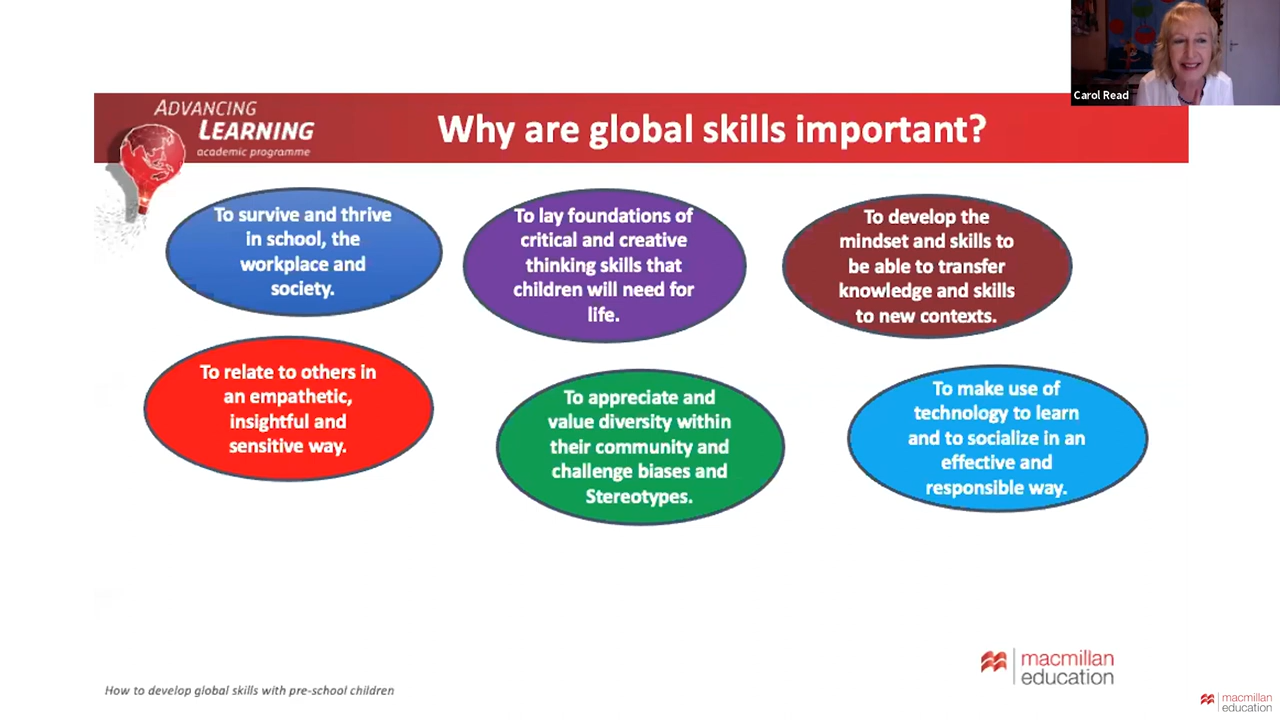 Carol Read
ADVANCING
LEARNING
academic programme
Why are global skills important?
To survive and thrive
in school, the
workplace and
society.
To lay foundations of
critical and creative
thinking skills that
children will need for
life.
To develop the
mindset and skills to
be able to transfer
knowledge and skills
to new contexts.
To relate to others in
an empathetic,
insightful and
sensitive way.
To appreciate and
value diversity within
their community and
challenge biases and
Stereotypes.
To make use of
technology to learn
and to socialize in an
effective and
responsible way.
macmillan
education
How to develop global skills with pre-school children
macmillan
education